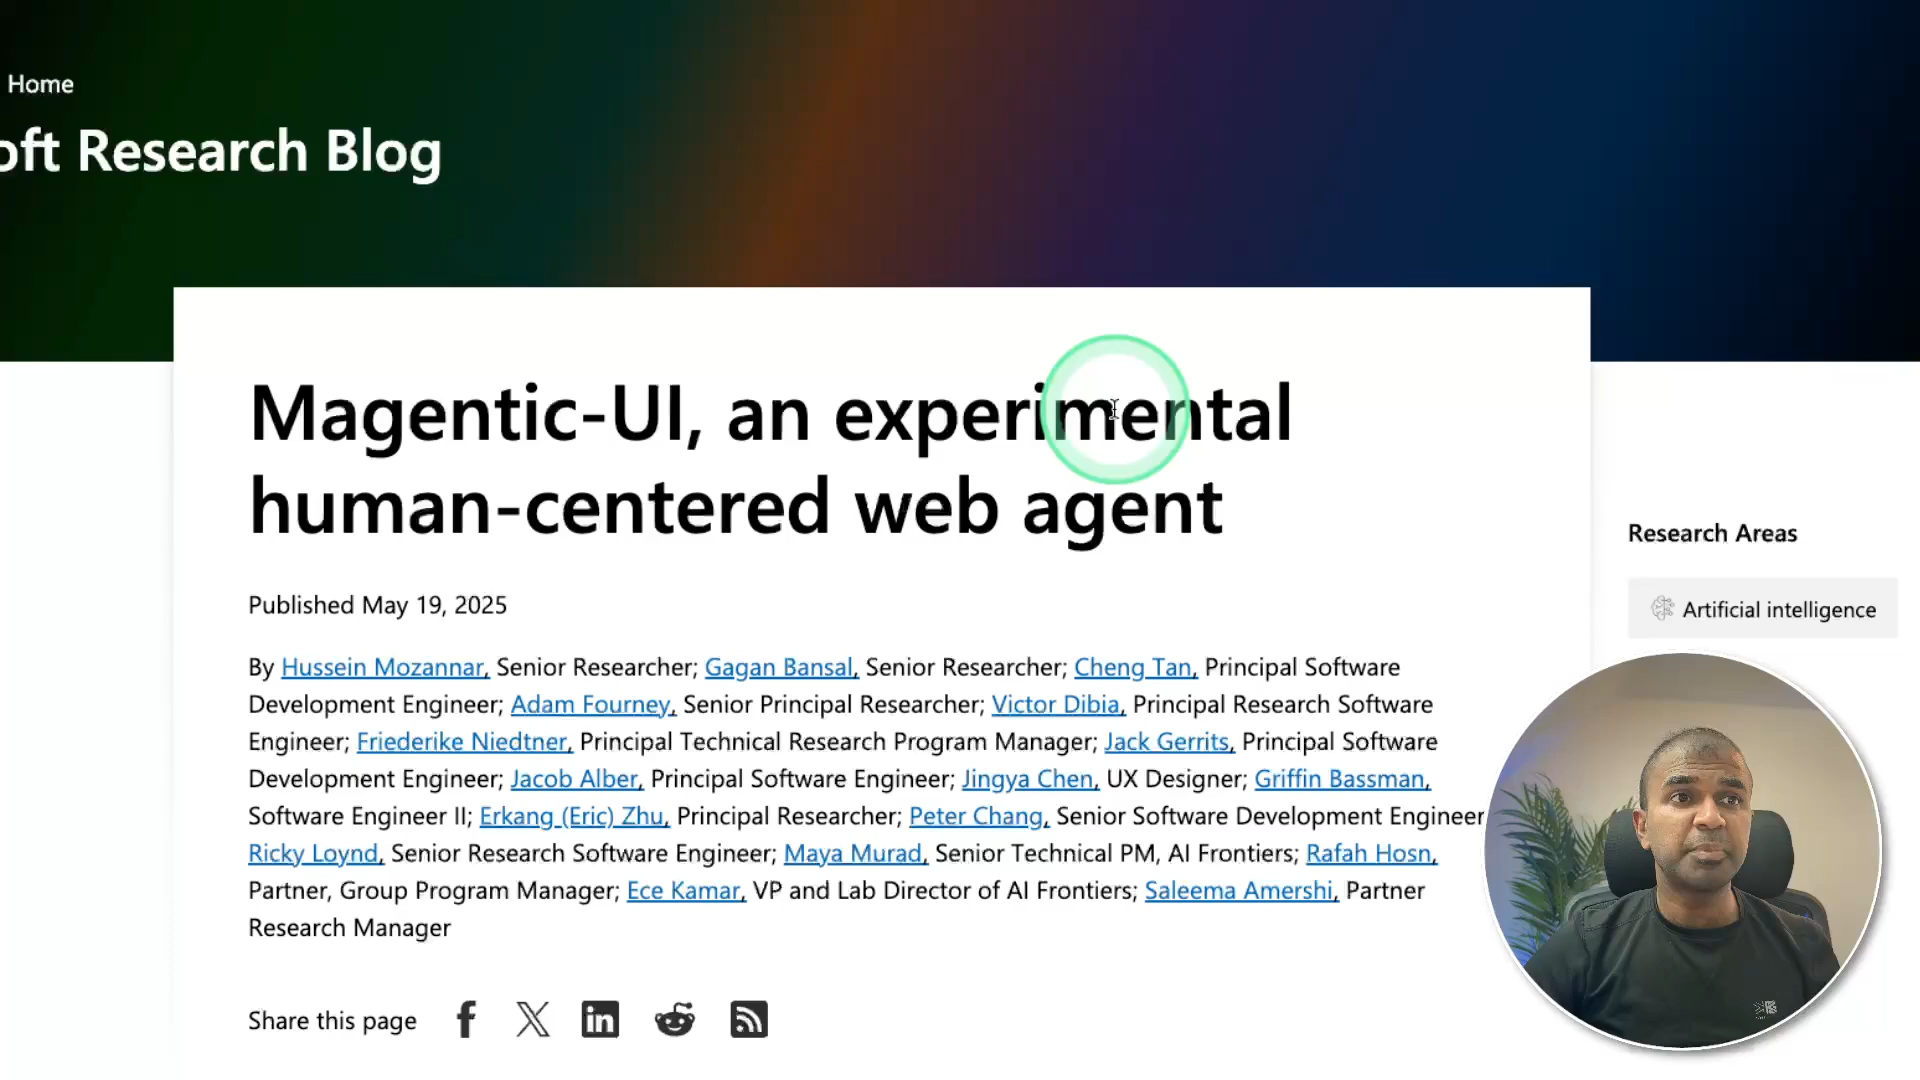 Home
oft Research Blog
Magentic-UI, an experimental
human-centered web agent
Published May 19, 2025
By Hussein Mozannar, Senior Researcher; Gagan Bansal, Senior Researcher; Cheng Tan, Principal Software
Development Engineer; Adam Fourney, Senior Principal Researcher; Victor Dibia, Principal Research Software
Engineer; Friederike Niedtner, Principal Technical Research Program Manager; Jack Gerrits, Principal Software
Development Engineer; Jacob Alber, Principal Software Engineer; Jingya Chen, UX Designer; Griffin Bassman,
Software Engineer II; Erkang (Eric) Zhu, Principal Researcher; Peter Chang, Senior Software Development Engineer
Ricky Loynd, Senior Research Software Engineer; Maya Murad, Senior Technical PM, AI Frontiers; Rafah Hosn,
Partner, Group Program Manager; Ece Kamar, VP and Lab Director of AI Frontiers; Saleema Amershi, Partner
Research Manager
Share this page
Research Areas
Artificial intelligence